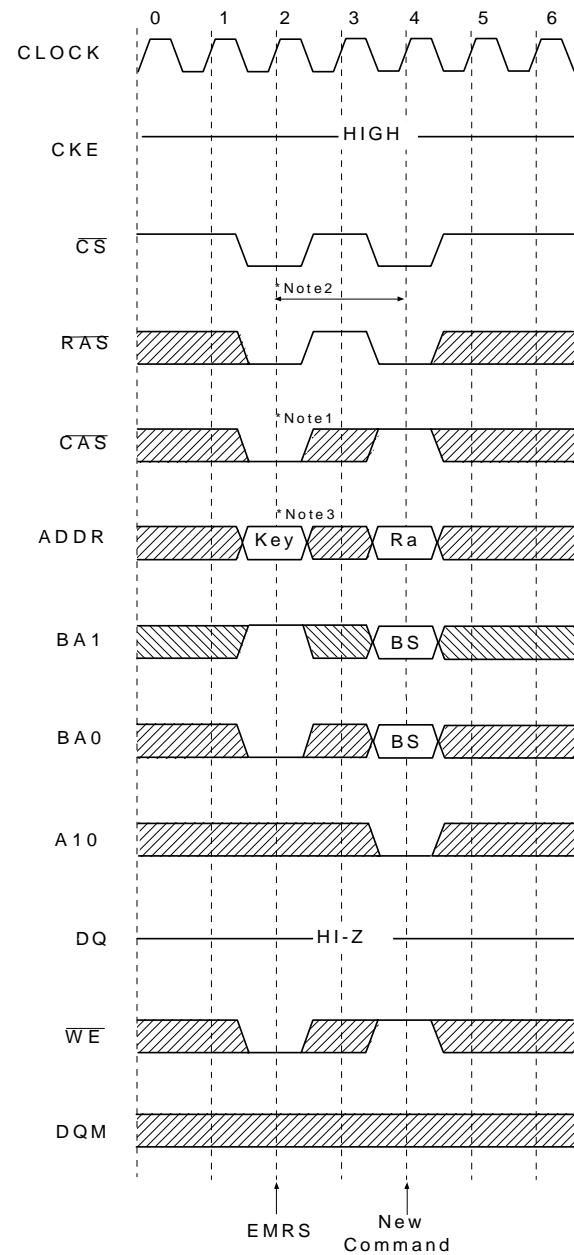 0 1 2 3 4 5 6
CLOCK
CKE HIGH
CS
*Note2
RAS
*Note1
CAS
*Note3
ADDR Key Ra
BA1 BS
BA0 BS
A10
DQ HI-Z
WE
DQM
EMRS New
Command